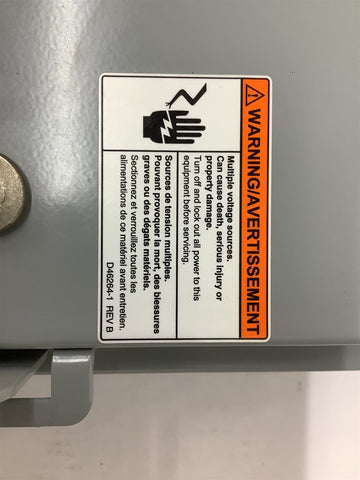 WARNING/AVERTISSEMENT
Multiple voltage sources.
Can cause death, serious injury or
property damage.
Turn off and lock out all power to this
equipment before servicing.
Sources de tension multiples.
Pouvant provoquer la mort, des blessures
graves ou des dégats matériels.
Sectionnez et verrouillez toutes les
alimentations de ce matériel avant entretien.
D46264-1 REV B